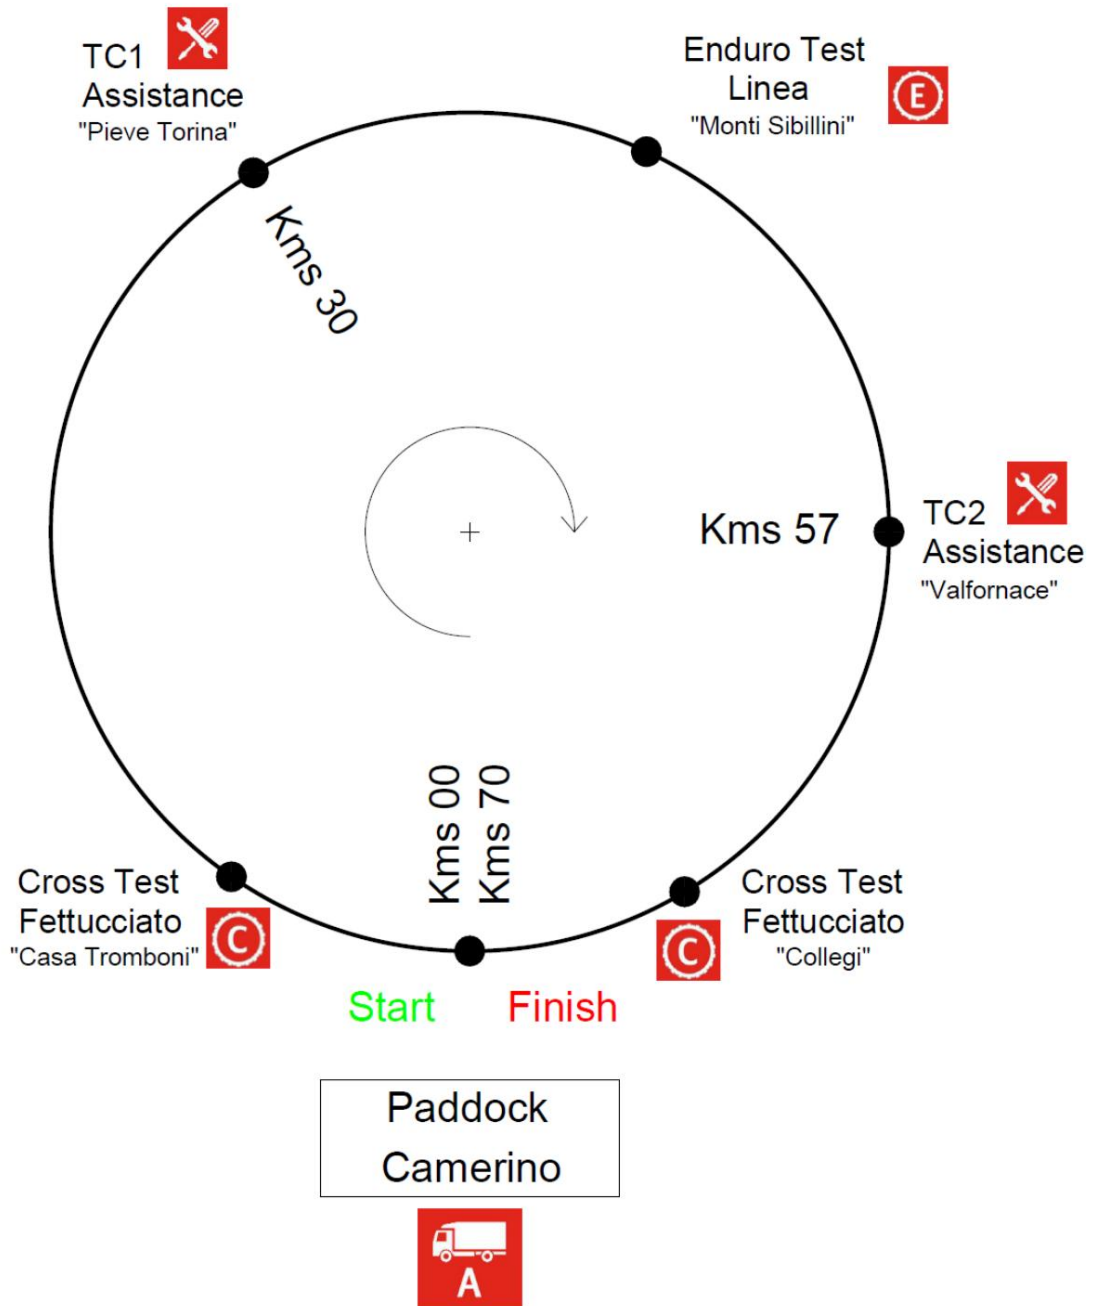 TC1
Assistance
"Pieve Torina"
Enduro Test
Linea
"Monti Sibillini"
E
Kms 30
Kms 57
TC2
Assistance
"Valfornace"
Kms 00
Kms 70
Cross Test
Fettucciato
"Casa Tromboni"
C
Cross Test
Fettucciato
"Collegi"
C
Start
Finish
Paddock
Camerino
A